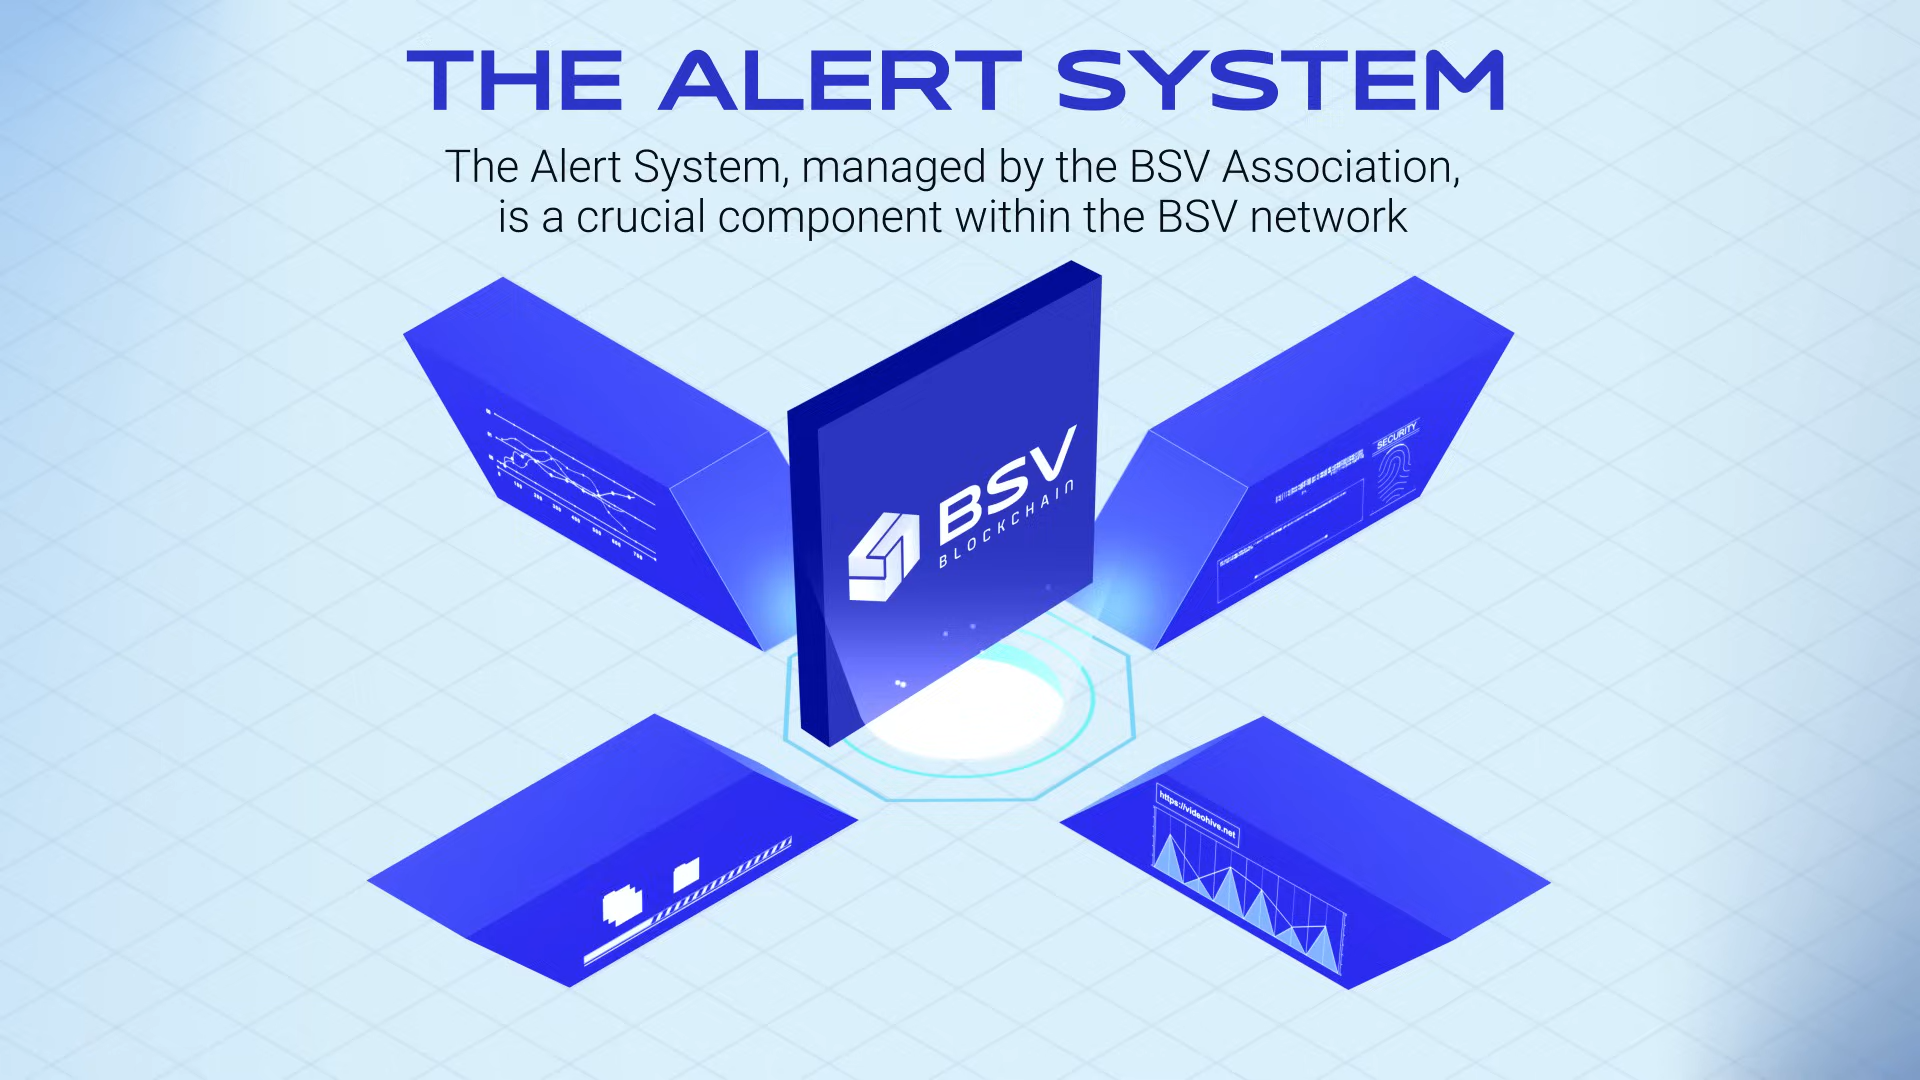 THE ALERT SYSTEM
The Alert System, managed by the BSV Association,
is a crucial component within the BSV network
BSV
BLOCKCHAIN
SECURITY
https://videohive.net